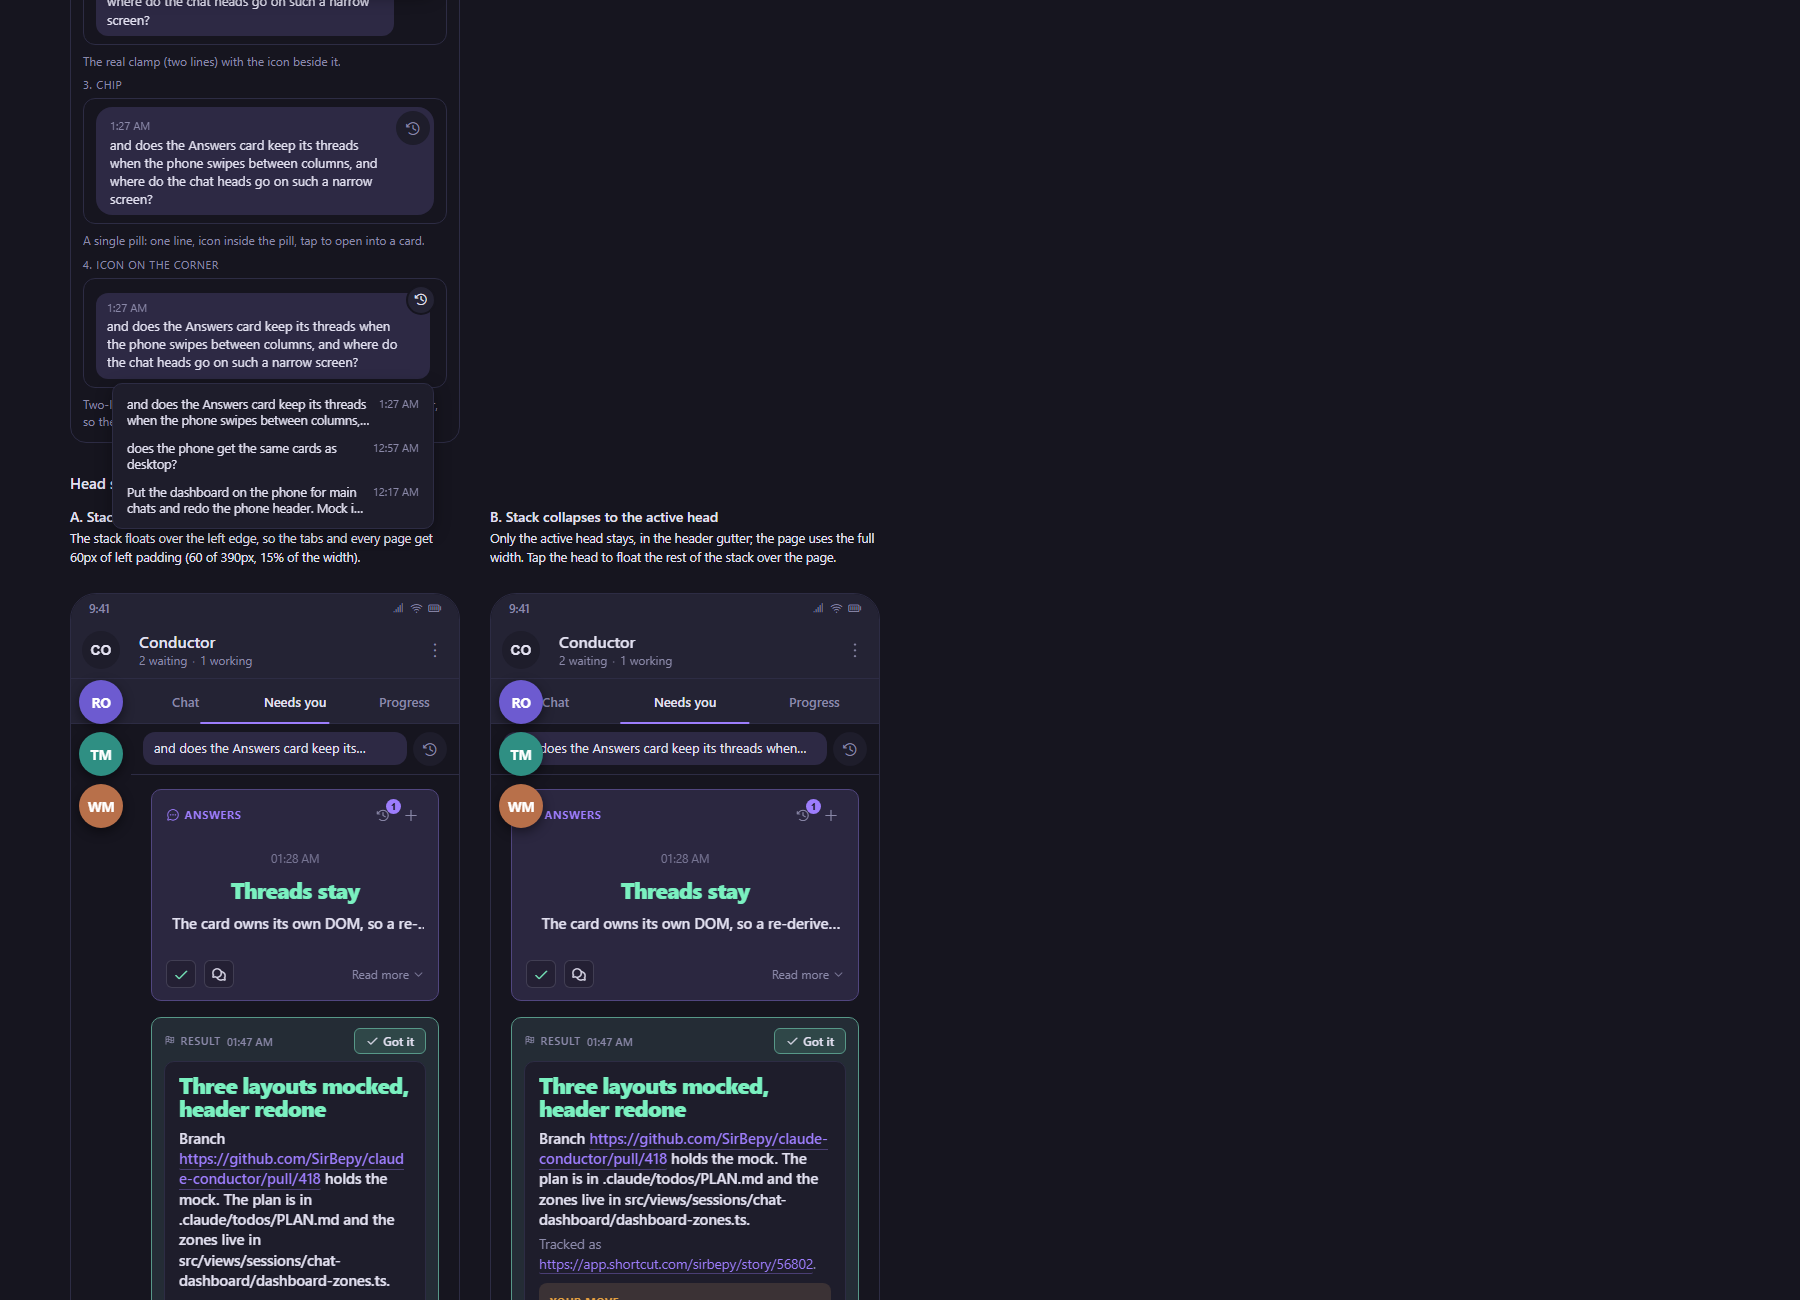 where do the chat heads go on such a narrow
screen?
The real clamp (two lines) with the icon beside it.
3. CHIP
1:27 AM
and does the Answers card keep its threads
when the phone swipes between columns, and
where do the chat heads go on such a narrow
screen?
A single pill: one line, icon inside the pill, tap to open into a card.
4. ICON ON THE CORNER
1:27 AM
and does the Answers card keep its threads when
the phone swipes between columns, and where do
the chat heads go on such a narrow screen?
Two-l
so the
and does the Answers card keep its threads 1:27 AM
when the phone swipes between columns,...
does the phone get the same cards as 12:57 AM
desktop?
Put the dashboard on the phone for main 12:17 AM
chats and redo the phone header. Mock i...
Head
A. Stac
The stack floats over the left edge, so the tabs and every page get
60px of left padding (60 of 390px, 15% of the width).
9:41
CO Conductor
2 waiting · 1 working
RO Chat Needs you Progress
TM and does the Answers card keep its...
WM ANSWERS 1
01:28 AM
Threads stay
The card owns its own DOM, so a re-..
Read more
RESULT 01:47 AM Got it
Three layouts mocked,
header redone
Branch
https://github.com/SirBepy/claud
e-conductor/pull/418 holds the
mock. The plan is in
.claude/todos/PLAN.md and the
zones live in
src/views/sessions/chat-
dashboard/dashboard-zones.ts.
B. Stack collapses to the active head
Only the active head stays, in the header gutter; the page uses the full
width. Tap the head to float the rest of the stack over the page.
9:41
CO Conductor
2 waiting · 1 working
RO Chat Needs you Progress
TM does the Answers card keep its threads when...
WM ANSWERS 1
01:28 AM
Threads stay
The card owns its own DOM, so a re-derive...
Read more
RESULT 01:47 AM Got it
Three layouts mocked,
header redone
Branch https://github.com/SirBepy/claude-
conductor/pull/418 holds the mock. The
plan is in .claude/todos/PLAN.md and the
zones live in src/views/sessions/chat-
dashboard/dashboard-zones.ts.
Tracked as
https://app.shortcut.com/sirbepy/story/56802.